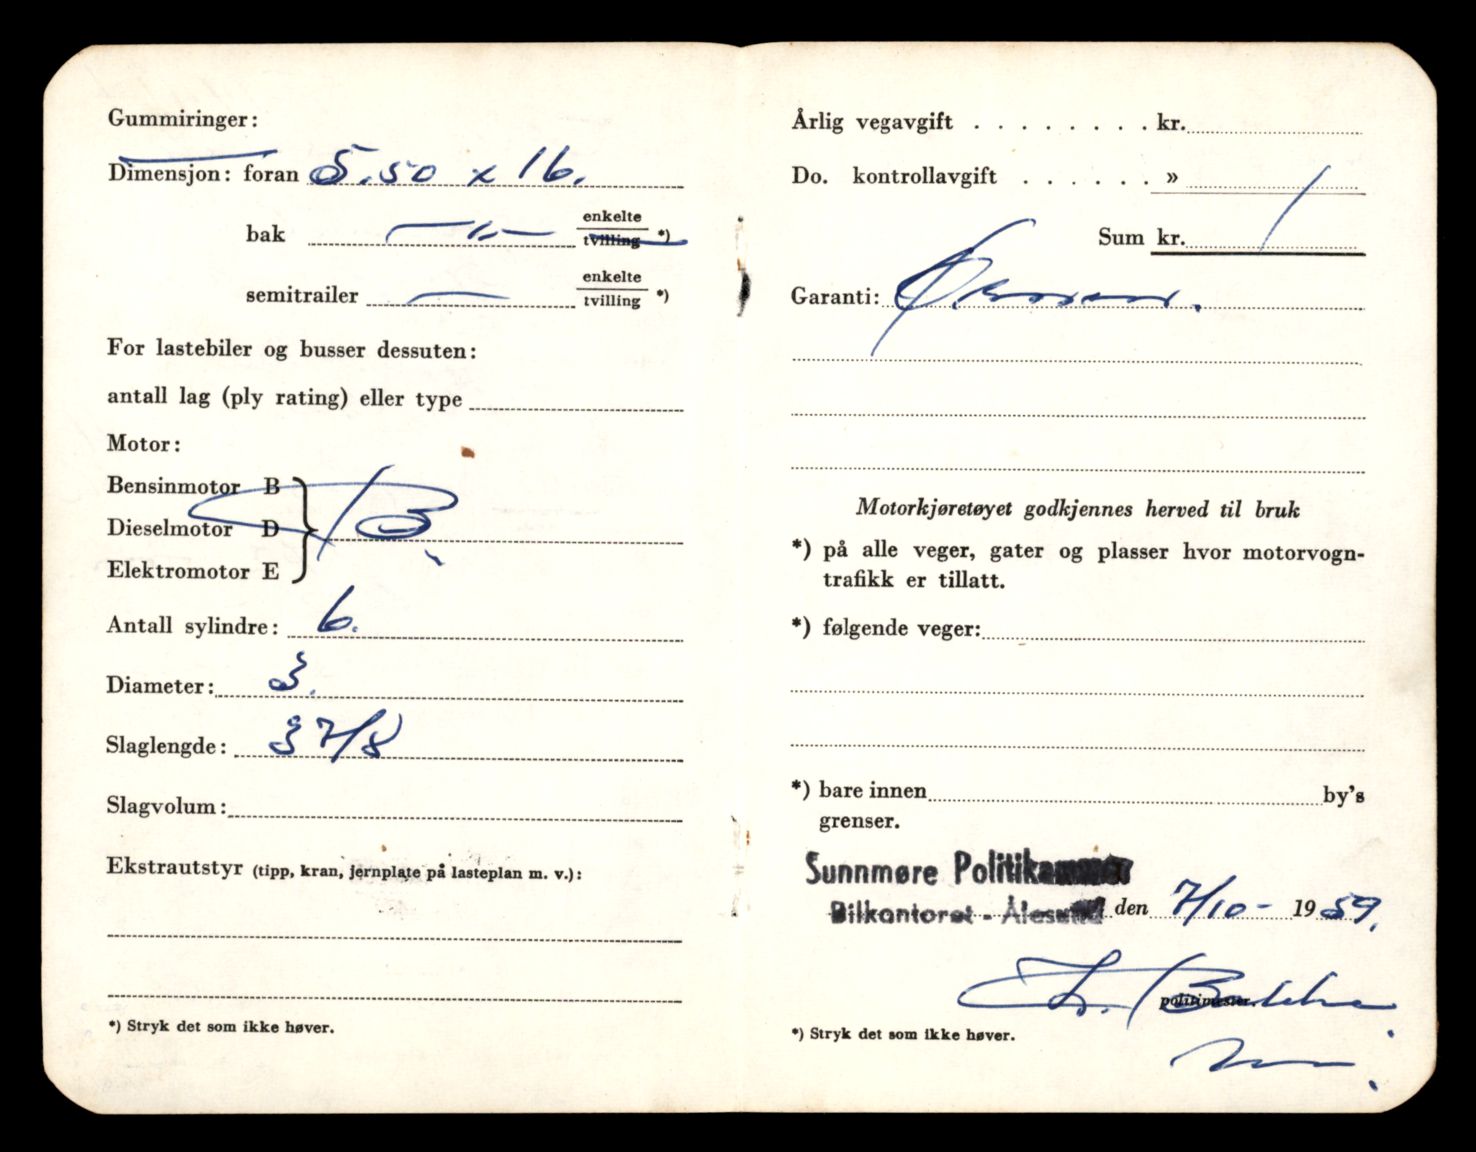 Gummiringer:
Dimensjon: foran 5.50 x 16.
bak — " — enkelte
tvilling *)
semitrailer — enkelte
tvilling *)
For lastebiler og busser dessuten:
antall lag (ply rating) eller type
Motor:
Bensinmotor B
Dieselmotor D B.
Elektromotor E
Antall sylindre: 6.
Diameter: 3.
Slaglengde: 3 7/8
Slagvolum:
Ekstrautstyr (tipp, kran, jernplate på lasteplan m. v.):
*) Stryk det som ikke høver.
Årlig vegavgift . . . . . . . . kr.
Do. kontrollavgift . . . . . . »
Sum kr.
Garanti:
Motorkjøretøyet godkjennes herved til bruk
*) på alle veger, gater og plasser hvor motorvogn-
trafikk er tillatt.
*) følgende veger:
*) bare innen by's
grenser.
Sunnmøre Politikammer
Bilkontoret - Ålesund den 7/10- 1959.
politimester.
*) Stryk det som ikke høver.